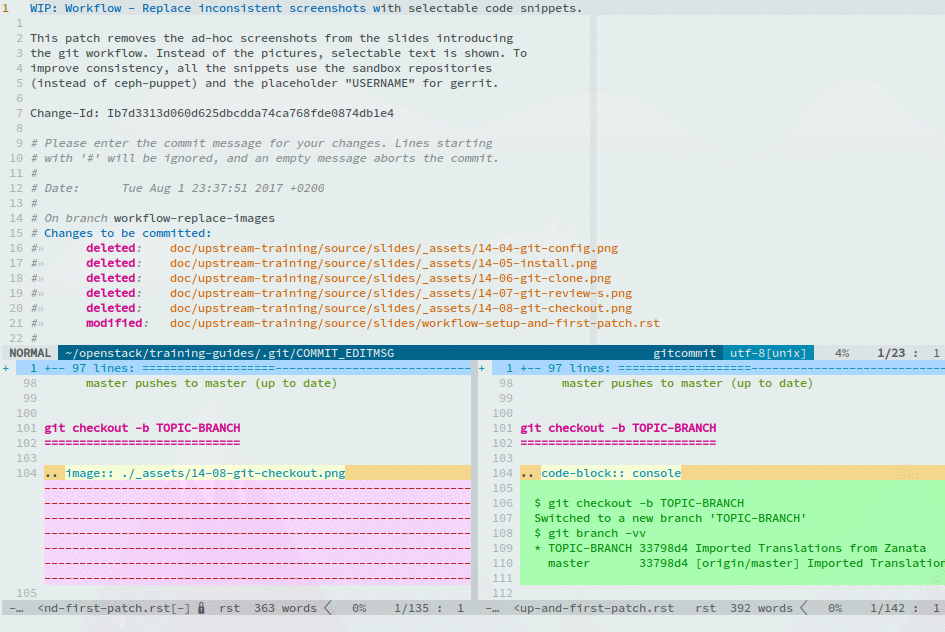 1 WIP: Workflow - Replace inconsistent screenshots with selectable code snippets.
1
2 This patch removes the ad-hoc screenshots from the slides introducing
3 the git workflow. Instead of the pictures, selectable text is shown. To
4 improve consistency, all the snippets use the sandbox repositories
5 (instead of ceph-puppet) and the placeholder "USERNAME" for gerrit.
6
7 Change-Id: Ib7d3313d060d625dbcdda74ca768fde0874db1e4
8
9 # Please enter the commit message for your changes. Lines starting
10 # with '#' will be ignored, and an empty message aborts the commit.
11 #
12 # Date:      Tue Aug 1 23:37:51 2017 +0200
13 #
14 # On branch workflow-replace-images
15 # Changes to be committed:
16 #»      deleted:    doc/upstream-training/source/slides/_assets/14-04-git-config.png
17 #»      deleted:    doc/upstream-training/source/slides/_assets/14-05-install.png
18 #»      deleted:    doc/upstream-training/source/slides/_assets/14-06-git-clone.png
19 #»      deleted:    doc/upstream-training/source/slides/_assets/14-07-git-review-s.png
20 #»      deleted:    doc/upstream-training/source/slides/_assets/14-08-git-checkout.png
21 #»      modified:   doc/upstream-training/source/slides/workflow-setup-and-first-patch.rst
22 #
NORMAL ~/openstack/training-guides/.git/COMMIT_EDITMSG gitcommit utf-8[unix] 4% 1/23 : 1
+ 1 +-- 97 lines: ===================----------------------------
98 master pushes to master (up to date)
99
100
101 git checkout -b TOPIC-BRANCH
102 ============================
103
104 .. image:: ./_assets/14-08-git-checkout.png
-------------------------------------------------------------
-------------------------------------------------------------
-------------------------------------------------------------
-------------------------------------------------------------
-------------------------------------------------------------
-------------------------------------------------------------
-------------------------------------------------------------
105
-… <nd-first-patch.rst[-] rst 363 words 0% 1/135 : 1
+ 1 +-- 97 lines: ===================----------------------------
98 master pushes to master (up to date)
99
100
101 git checkout -b TOPIC-BRANCH
102 ============================
103
104 .. code-block:: console
105
106 $ git checkout -b TOPIC-BRANCH
107 Switched to a new branch 'TOPIC-BRANCH'
108 $ git branch -vv
109 * TOPIC-BRANCH 33798d4 Imported Translations from Zanata
110 master       33798d4 [origin/master] Imported Translation
111
112
-… <up-and-first-patch.rst rst 392 words 0% 1/142 : 1